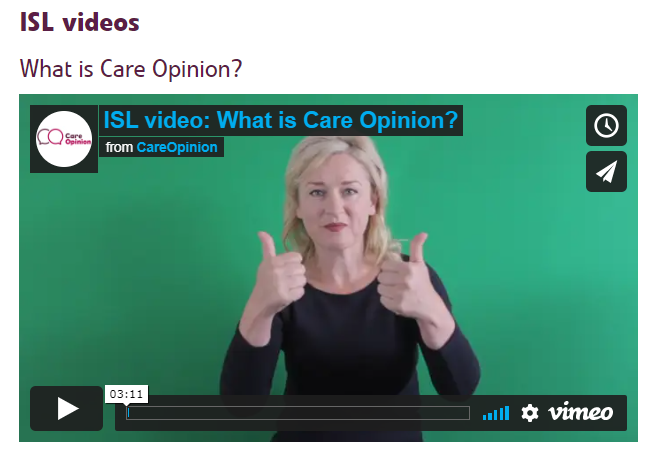 ISL videos
What is Care Opinion?
Care
Opinion
ISL video: What is Care Opinion?
from CareOpinion
03:11
vimeo